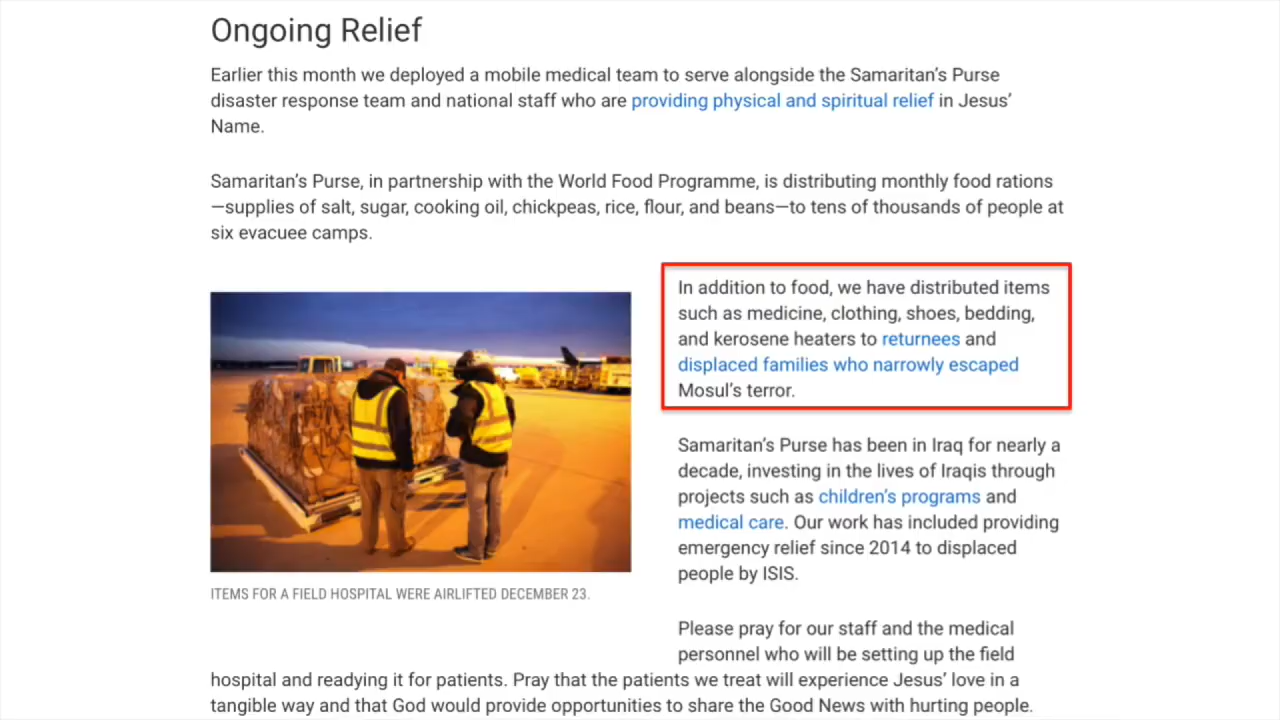 Ongoing Relief
Earlier this month we deployed a mobile medical team to serve alongside the Samaritan’s Purse
disaster response team and national staff who are providing physical and spiritual relief in Jesus’
Name.
Samaritan’s Purse, in partnership with the World Food Programme, is distributing monthly food rations
—supplies of salt, sugar, cooking oil, chickpeas, rice, flour, and beans—to tens of thousands of people at
six evacuee camps.
In addition to food, we have distributed items
such as medicine, clothing, shoes, bedding,
and kerosene heaters to returnees and
displaced families who narrowly escaped
Mosul’s terror.
ITEMS FOR A FIELD HOSPITAL WERE AIRLIFTED DECEMBER 23.
Samaritan’s Purse has been in Iraq for nearly a
decade, investing in the lives of Iraqis through
projects such as children’s programs and
medical care. Our work has included providing
emergency relief since 2014 to displaced
people by ISIS.
Please pray for our staff and the medical
personnel who will be setting up the field
hospital and readying it for patients. Pray that the patients we treat will experience Jesus’ love in a
tangible way and that God would provide opportunities to share the Good News with hurting people.